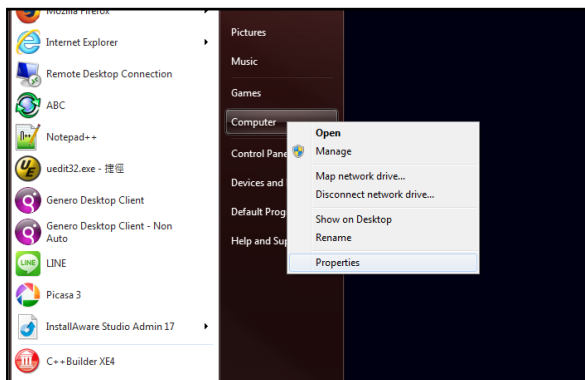 Mozilla Firefox
Internet Explorer
Remote Desktop Connection
ABC
Notepad++
uedit32.exe - 捷徑
Genero Desktop Client
Genero Desktop Client - Non
Auto
LINE
LINE
Picasa 3
InstallAware Studio Admin 17
C++Builder XE4
Pictures
Music
Games
Computer
Control Pane
Devices and
Default Prog
Help and Sup
Open
Manage
Map network drive...
Disconnect network drive...
Show on Desktop
Rename
Properties